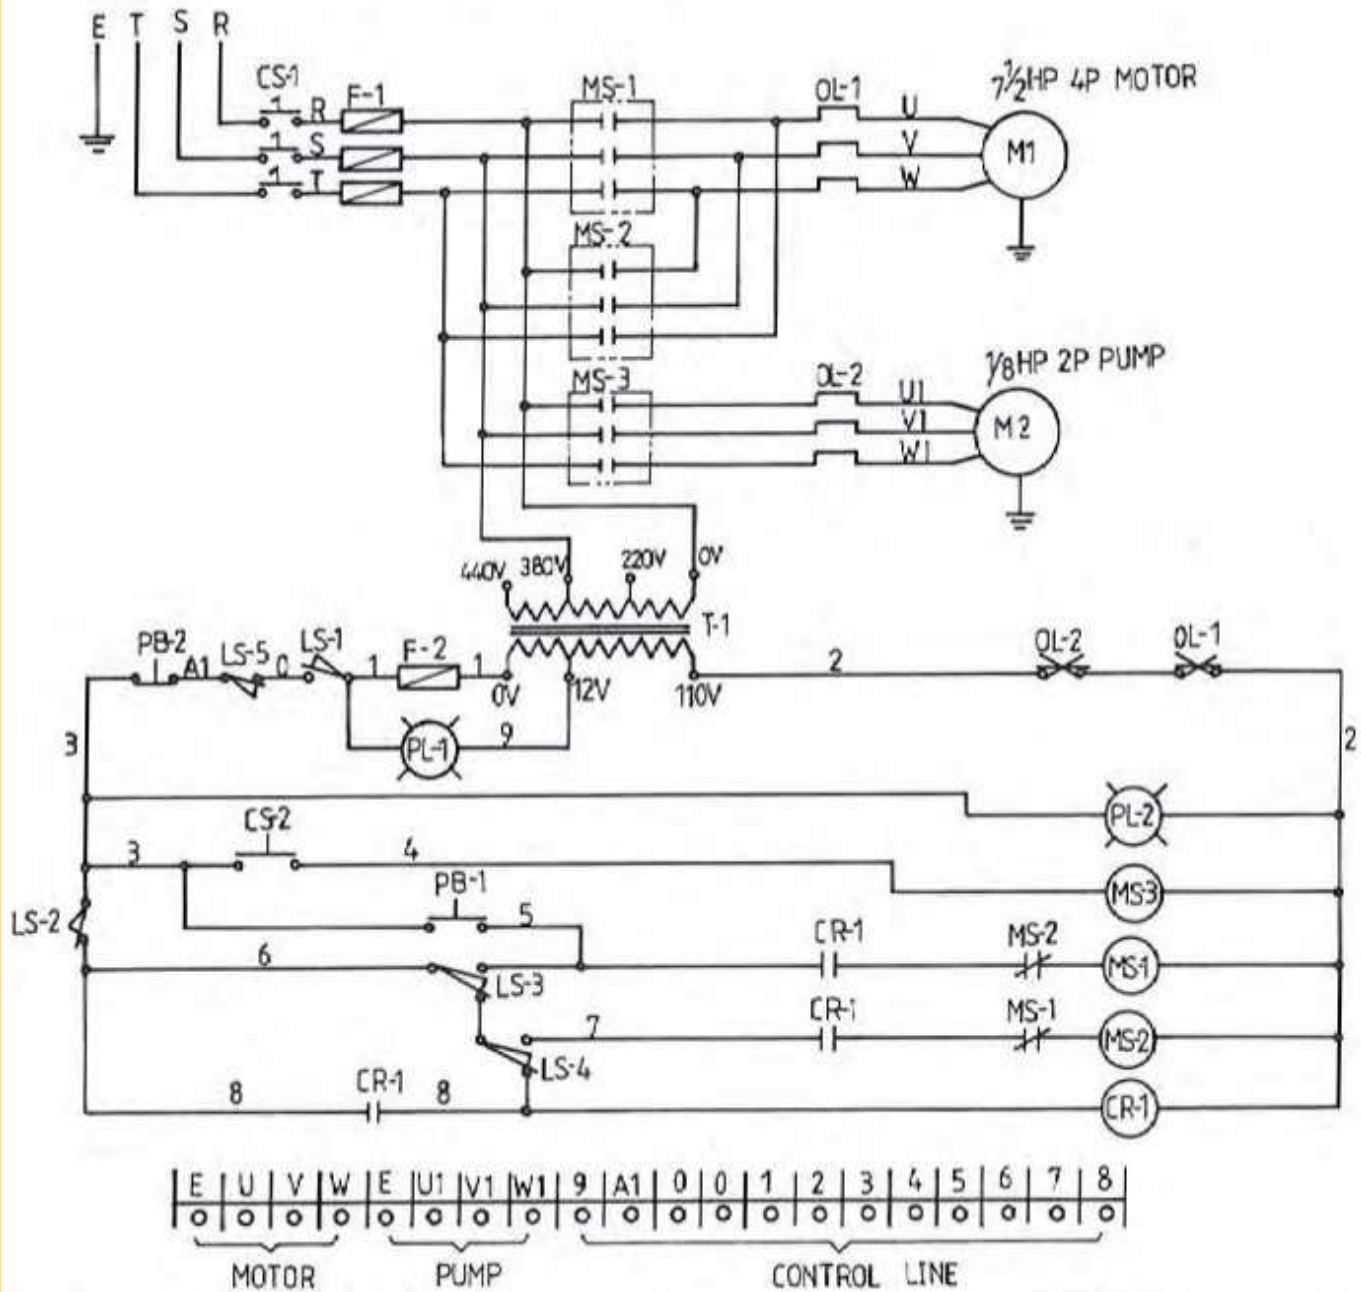 E T S R
CS-1
F-1
R
S
T
MS-1
OL-1
U
V
W
7½HP 4P MOTOR
M1
MS-2
MS-3
OL-2
U1
V1
W1
1/8HP 2P PUMP
M2
440V 380V 220V 0V
T-1
PB-2 A1 LS-5 0 LS-1 1 F-2 1
0V 12V 110V
2
OL-2
OL-1
3
PL-1
9
2
PL-2
CS-2
3
4
MS-3
PB-1
LS-2
5
6
LS-3
CR-1
MS-2
MS-1
7
CR-1
MS-1
MS-2
LS-4
8
CR-1
8
CR-1
E U V W E U1 V1 W1 9 A1 0 0 1 2 3 4 5 6 7 8
MOTOR PUMP CONTROL LINE